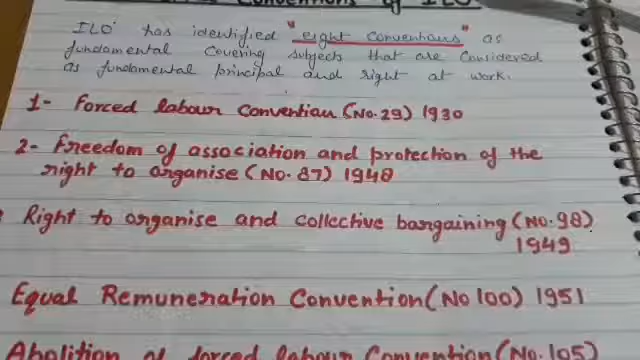 Conventions of ILO
ILO has identified "eight conventions" as
fundamental covering subjects that are considered
as fundamental principal and right at work.
1- Forced labour convention (No.29) 1930
2- Freedom of association and protection of the
right to organise (No.87) 1948
Right to organise and collective bargaining (No.98)
1949
Equal Remuneration Convention (No 100) 1951
Abolition of forced labour Convention (No.105)